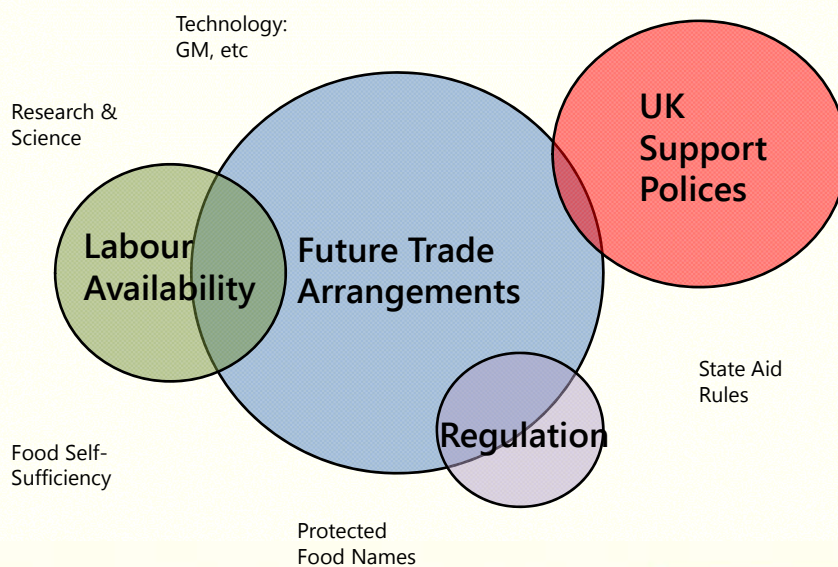 Technology:
GM, etc
Research &
Science
UK
Support
Polices
Labour
Availability
Future Trade
Arrangements
State Aid
Rules
Regulation
Food Self-
Sufficiency
Protected
Food Names